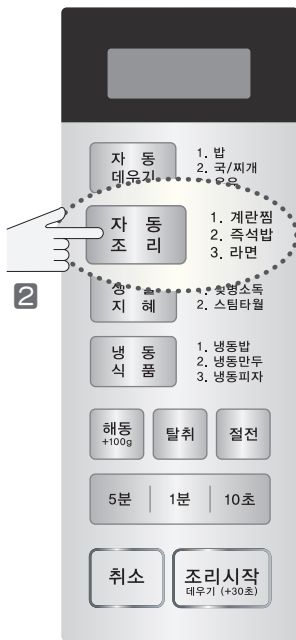 자 동
데우기
1. 밥
2. 국/찌개
자 동
조 리
1. 계란찜
2. 즉석밥
3. 라면
2
지 혜
2. 스팀타월
냉 동
식 품
1. 냉동밥
2. 냉동만두
3. 냉동피자
해동
+100g
탈취
절전
5분
1분
10초
취소
조리시작
데우기 (+30초)